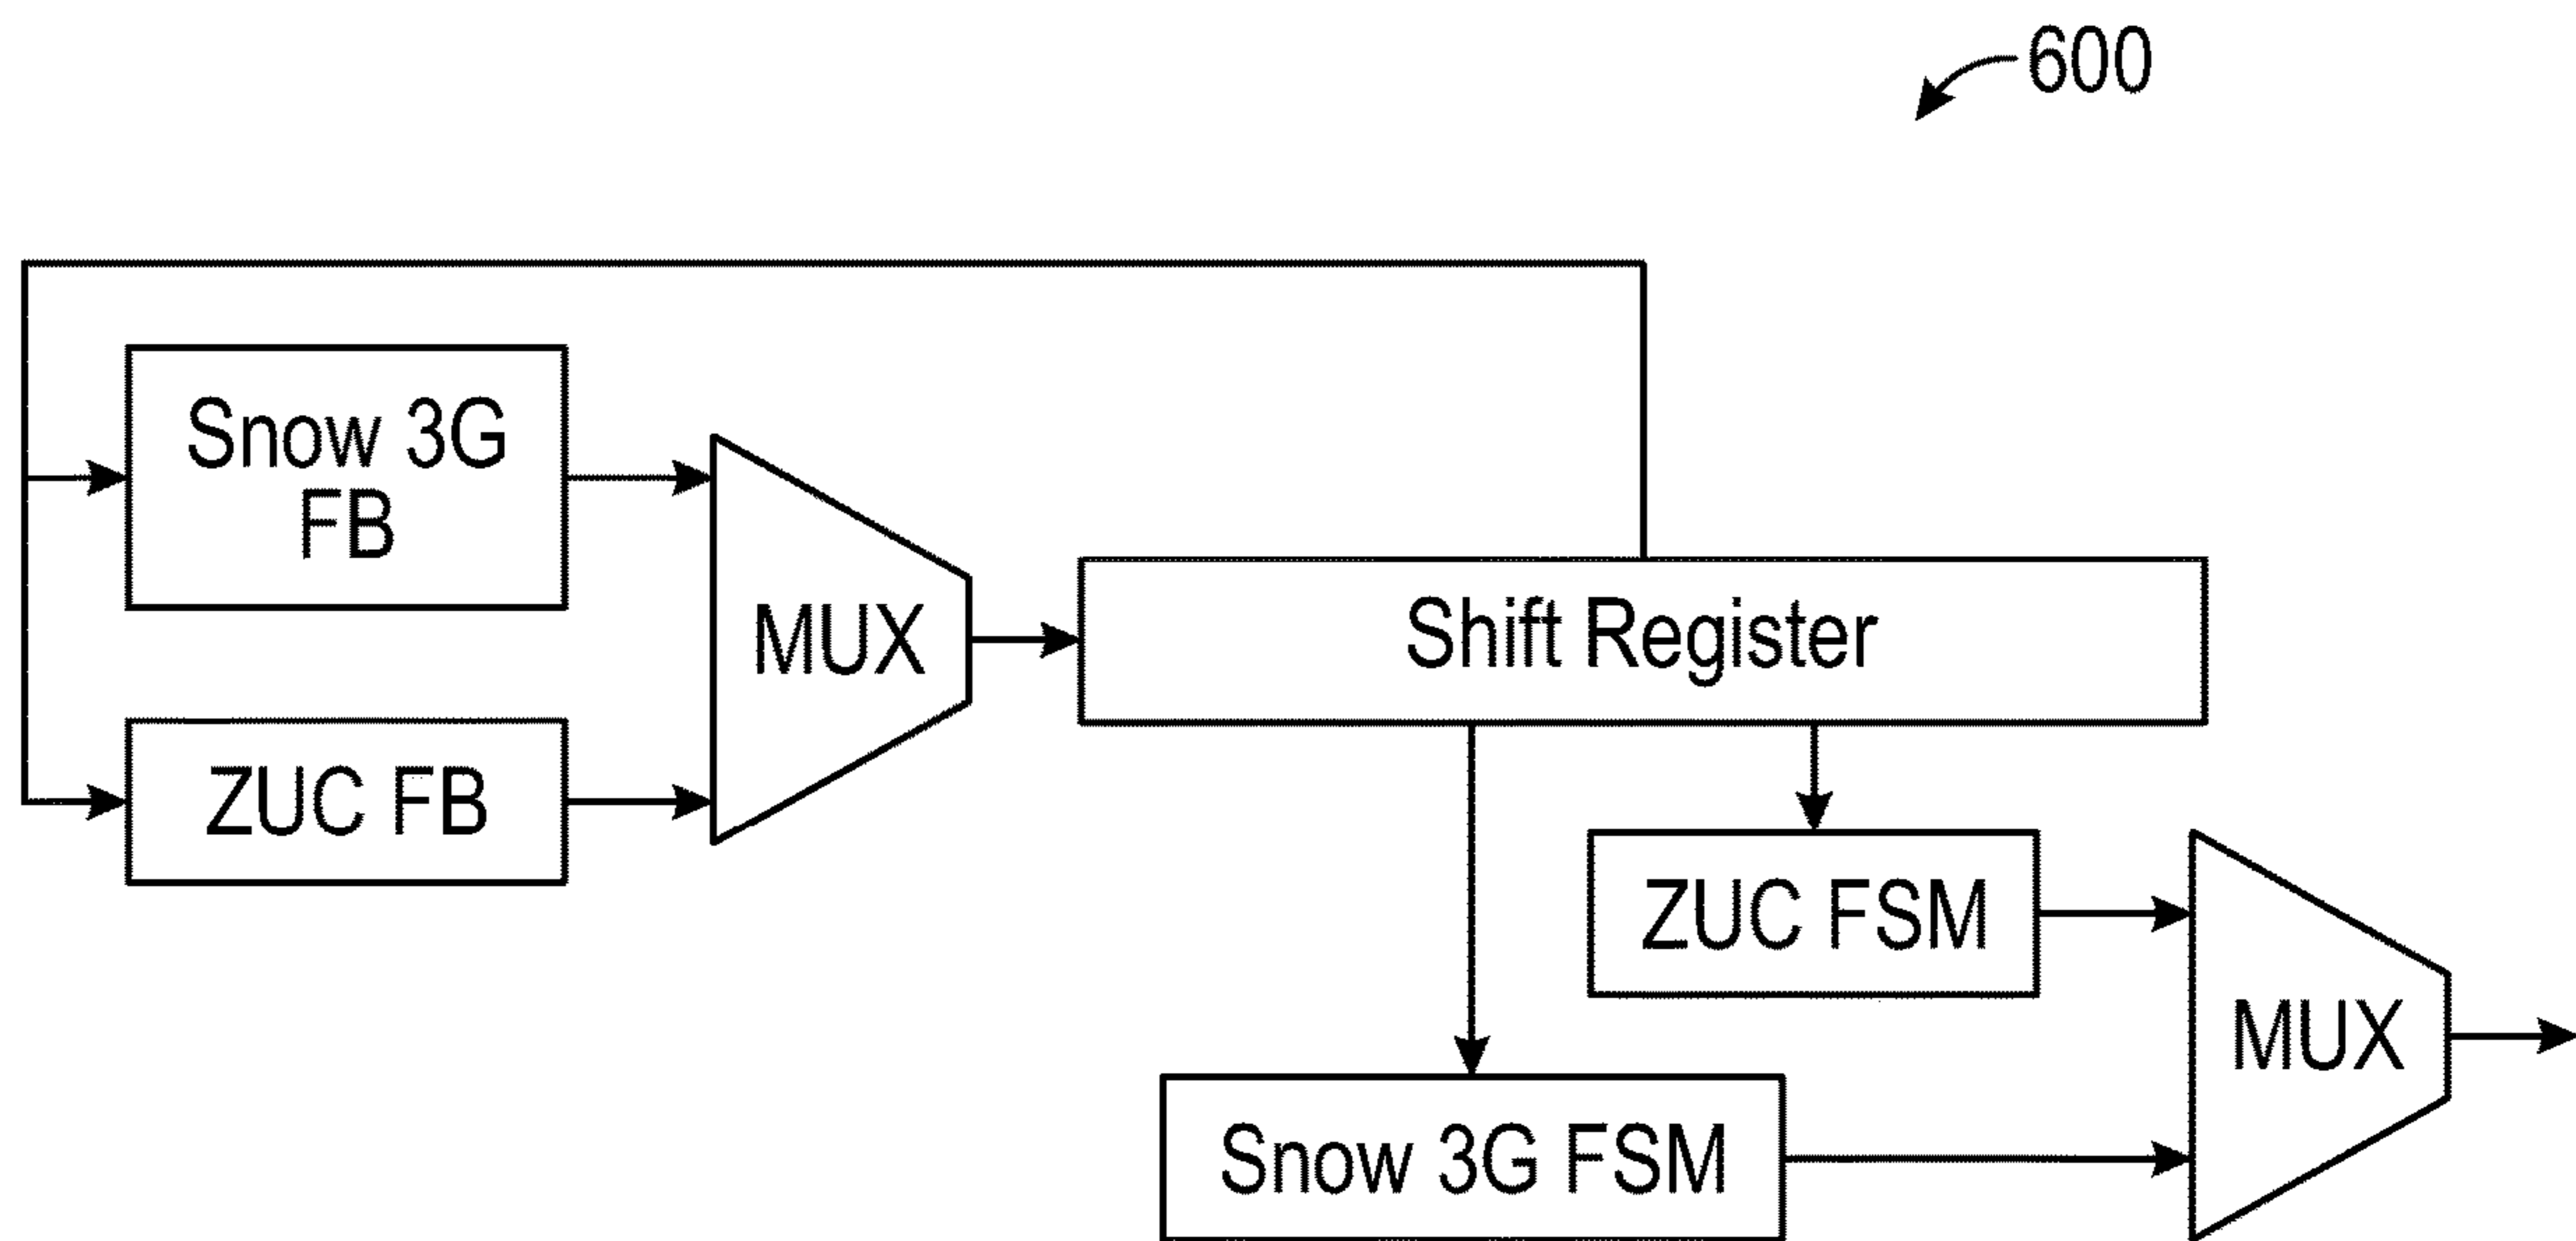 600
Snow 3G
FB
MUX
Shift Register
ZUC FB
ZUC FSM
MUX
Snow 3G FSM